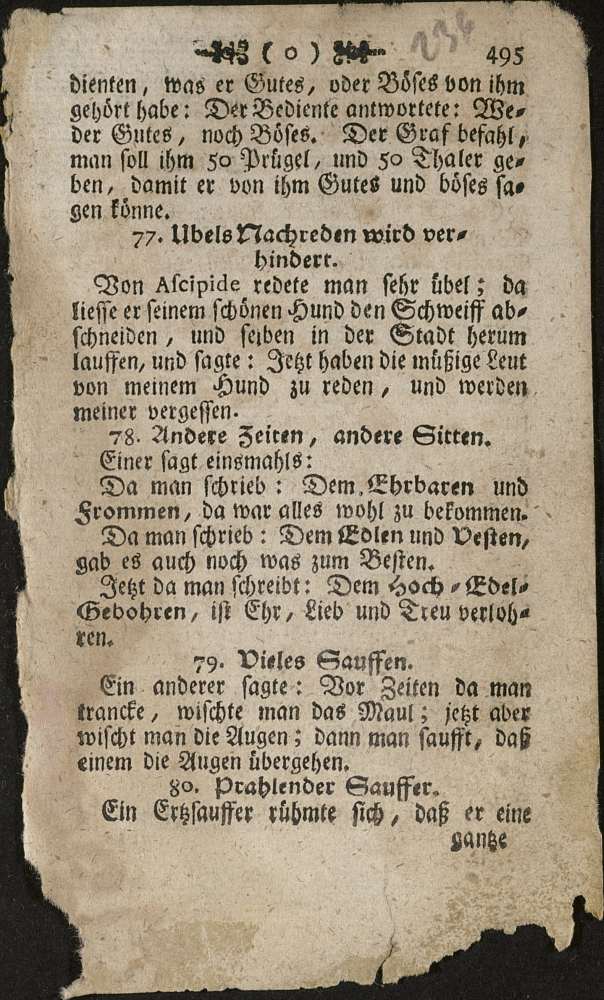 ( o ) 236 495
dienten, was er Gutes, oder Böses von ihm
gehört habe: Der Bediente antwortete: We-
der Gutes, noch Böses. Der Graf befahl,
man soll ihm 50 Prügel, und 50 Thaler ge-
ben, damit er von ihm Gutes und böses sa-
gen könne.
77. Ubels Nachreden wird ver-
hindert.
Von Ascipide redete man sehr übel; da
liesse er seinem schönen Hund den Schweiff ab-
schneiden, und selben in der Stadt herum
lauffen, und sagte: Jetzt haben die müßige Leut
von meinem Hund zu reden, und werden
meiner vergessen.
78. Andere Zeiten, andere Sitten.
Einer sagt einsmahls:
Da man schrieb: Dem Ehrbaren und
Frommen, da war alles wohl zu bekommen.
Da man schrieb: Dem Edlen und Vesten,
gab es auch noch was zum Besten.
Jetzt da man schreibt: Dem Hoch-Edel-
Gebohren, ist Ehr, Lieb und Treu verloh-
ren.
79. Vieles Sauffen.
Ein anderer sagte: Vor Zeiten da man
trancke, wischte man das Maul; jetzt aber
wischt man die Augen; dann man saufft, daß
einem die Augen übergehen.
80. Prahlender Sauffer.
Ein Ertzsauffer rühmte sich, daß er eine
gantze